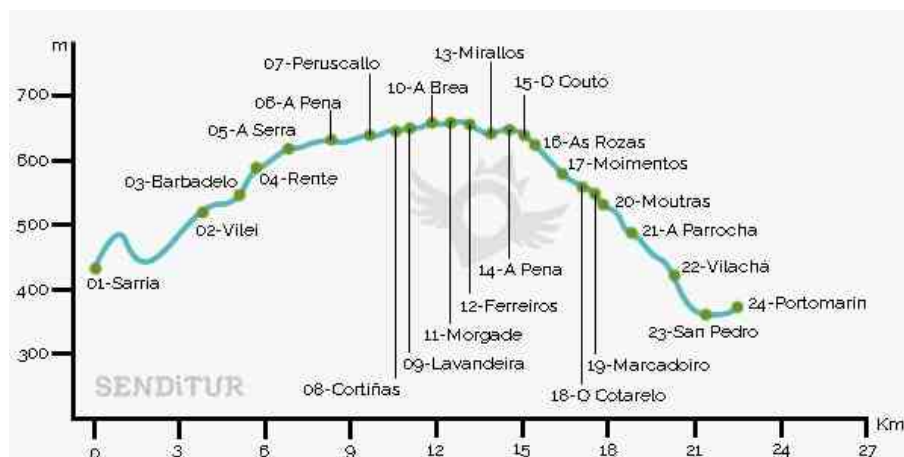 m
13-Mirallos
07-Peruscallo
15-O Couto
10-A Brea
700
06-A Pena
05-A Serra
16-As Rozas
600
03-Barbadelo
04-Rente
17-Moimentos
20-Moutras
500
02-Vilei
21-A Parrocha
14-A Pena
22-Vilachá
01-Sarria
400
12-Ferreiros
24-Portomarín
11-Morgade
23-San Pedro
300
09-Lavandeira
19-Marcadoiro
SENDiTUR
08-Cortiñas
18-O Cotarelo
Km
0 3 6 9 12 15 18 21 24 27